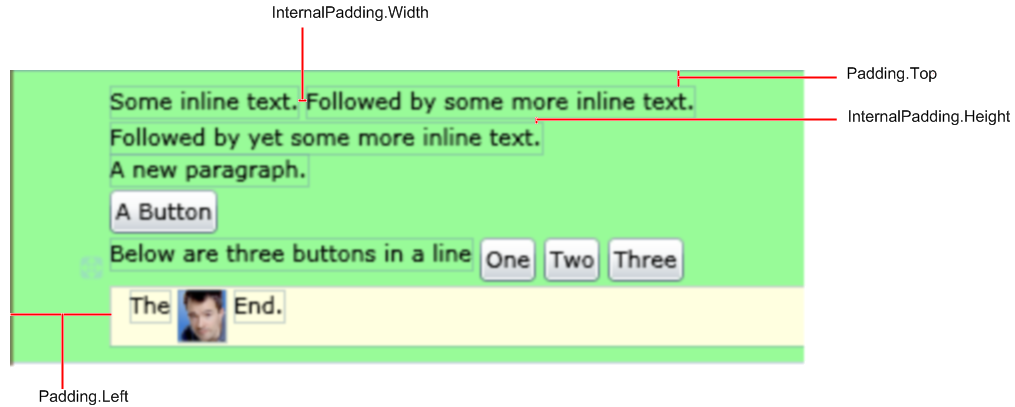 InternalPadding.Width
Padding.Top
Some inline text. Followed by some more inline text.
InternalPadding.Height
Followed by yet some more inline text.
A new paragraph.
A Button
Below are three buttons in a line One Two Three
The End.
Padding.Left